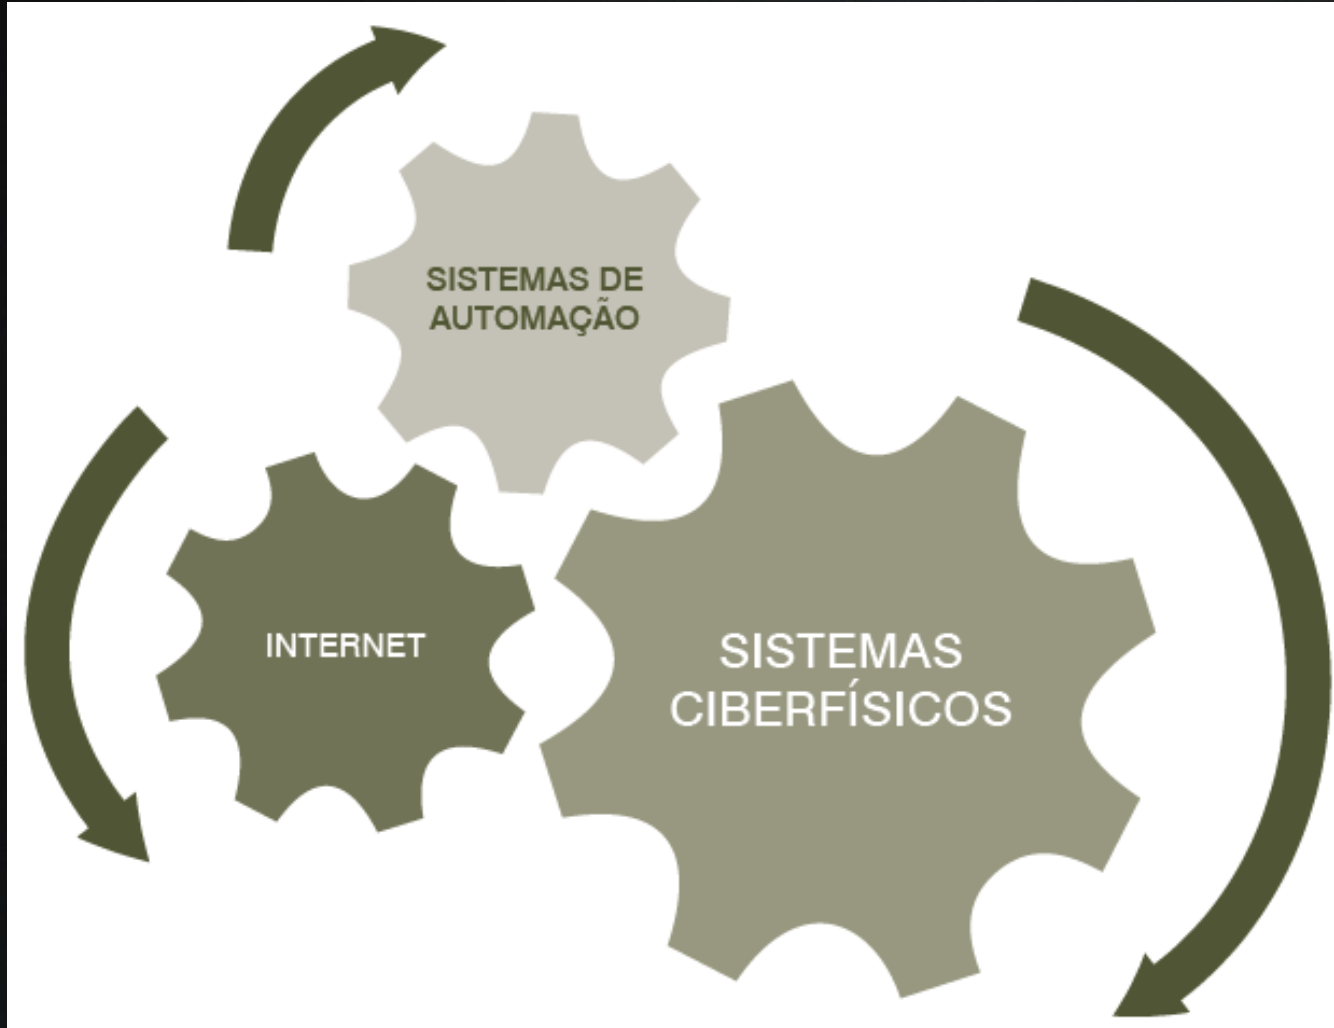 SISTEMAS DE
AUTOMAÇÃO
INTERNET
SISTEMAS
CIBERFÍSICOS